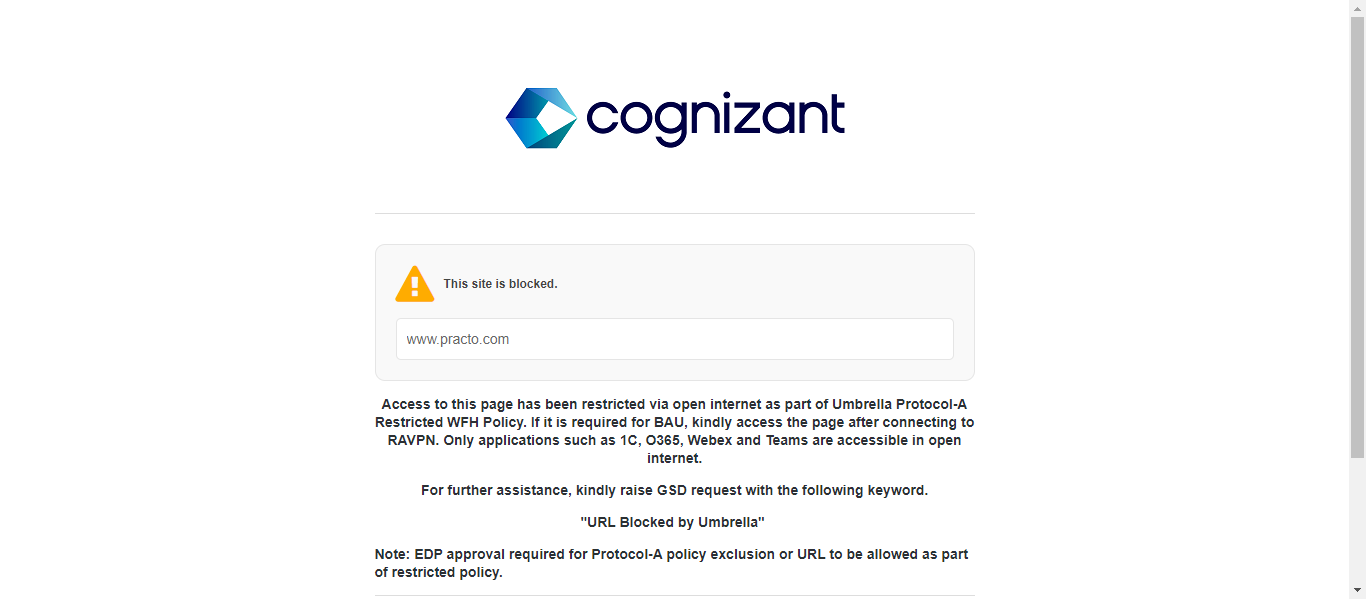 cognizant
This site is blocked.
www.practo.com
Access to this page has been restricted via open internet as part of Umbrella Protocol-A
Restricted WFH Policy. If it is required for BAU, kindly access the page after connecting to
RAVPN. Only applications such as 1C, O365, Webex and Teams are accessible in open
internet.
For further assistance, kindly raise GSD request with the following keyword.
"URL Blocked by Umbrella"
Note: EDP approval required for Protocol-A policy exclusion or URL to be allowed as part
of restricted policy.